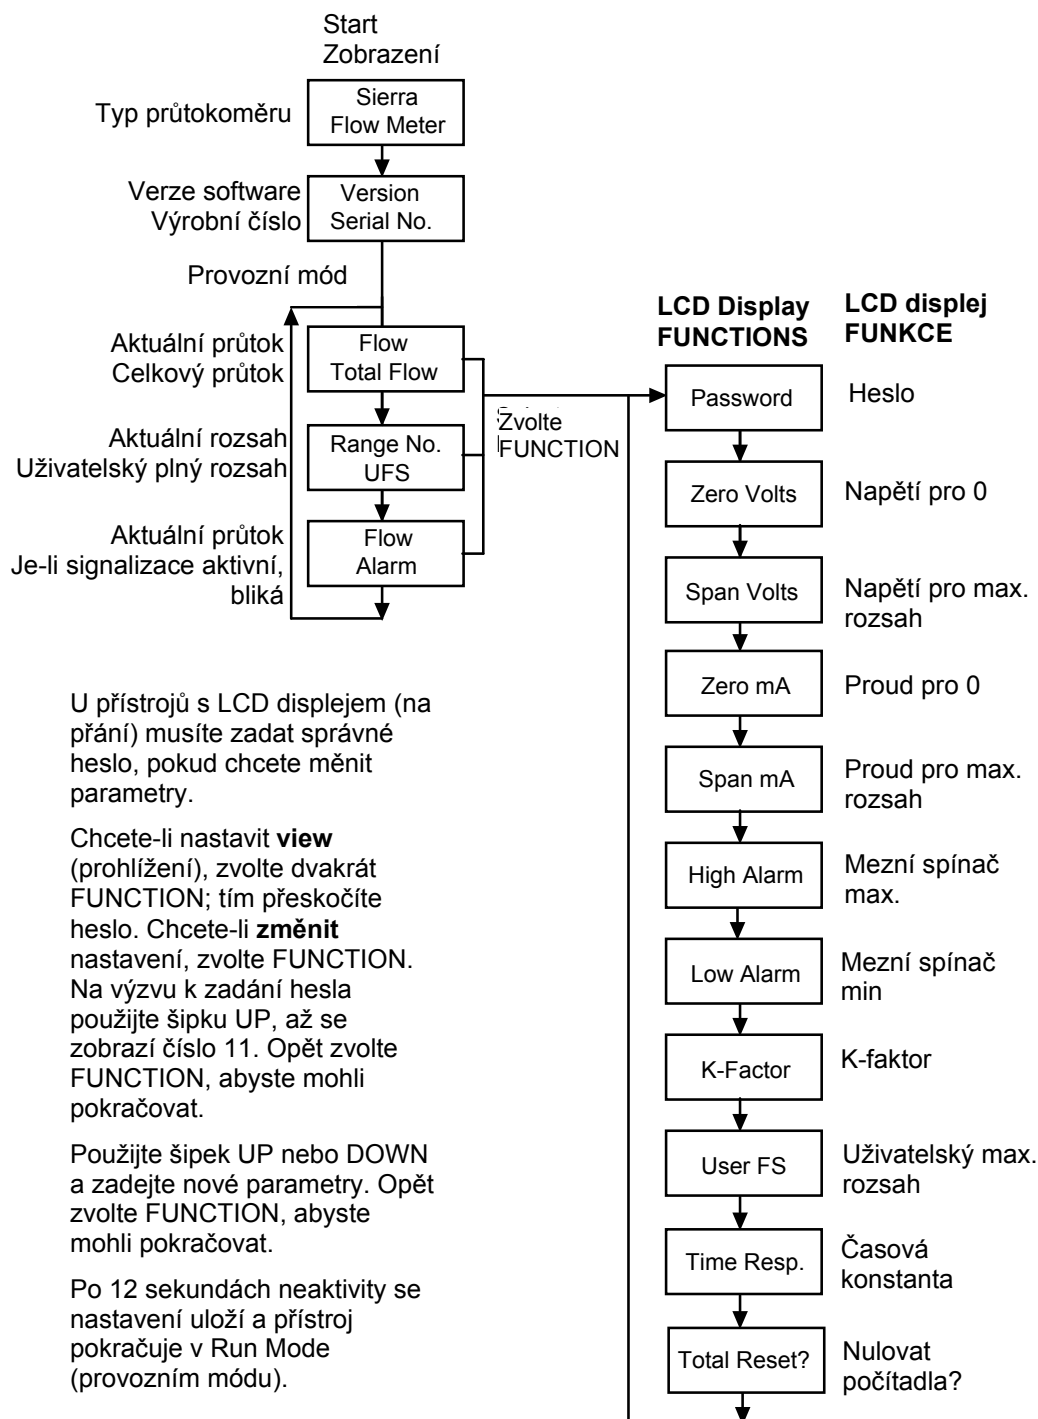 Start
Zobrazení
Typ průtokoměru
Sierra
Flow Meter
Verze software
Výrobní číslo
Version
Serial No.
Provozní mód
Aktuální průtok
Celkový průtok
Flow
Total Flow
Aktuální rozsah
Uživatelský plný rozsah
Range No.
UFS
Aktuální průtok
Je-li signalizace aktivní,
bliká
Flow
Alarm
Zvolte
FUNCTION
LCD Display
FUNCTIONS
LCD displej
FUNKCE
Password
Heslo
Zero Volts
Napětí pro 0
Span Volts
Napětí pro max.
rozsah
Zero mA
Proud pro 0
Span mA
Proud pro max.
rozsah
High Alarm
Mezní spínač
max.
Low Alarm
Mezní spínač
min
K-Factor
K-faktor
User FS
Uživatelský max.
rozsah
Time Resp.
Časová
konstanta
Total Reset?
Nulovat
počítadla?
U přístrojů s LCD displejem (na
přání) musíte zadat správné
heslo, pokud chcete měnit
parametry.
Chcete-li nastavit view
(prohlížení), zvolte dvakrát
FUNCTION; tím přeskočíte
heslo. Chcete-li změnit
nastavení, zvolte FUNCTION.
Na výzvu k zadání hesla
použijte šipku UP, až se
zobrazí číslo 11. Opět zvolte
FUNCTION, abyste mohli
pokračovat.
Použijte šipek UP nebo DOWN
a zadejte nové parametry. Opět
zvolte FUNCTION, abyste
mohli pokračovat.
Po 12 sekundách neaktivity se
nastavení uloží a přístroj
pokračuje v Run Mode
(provozním módu).